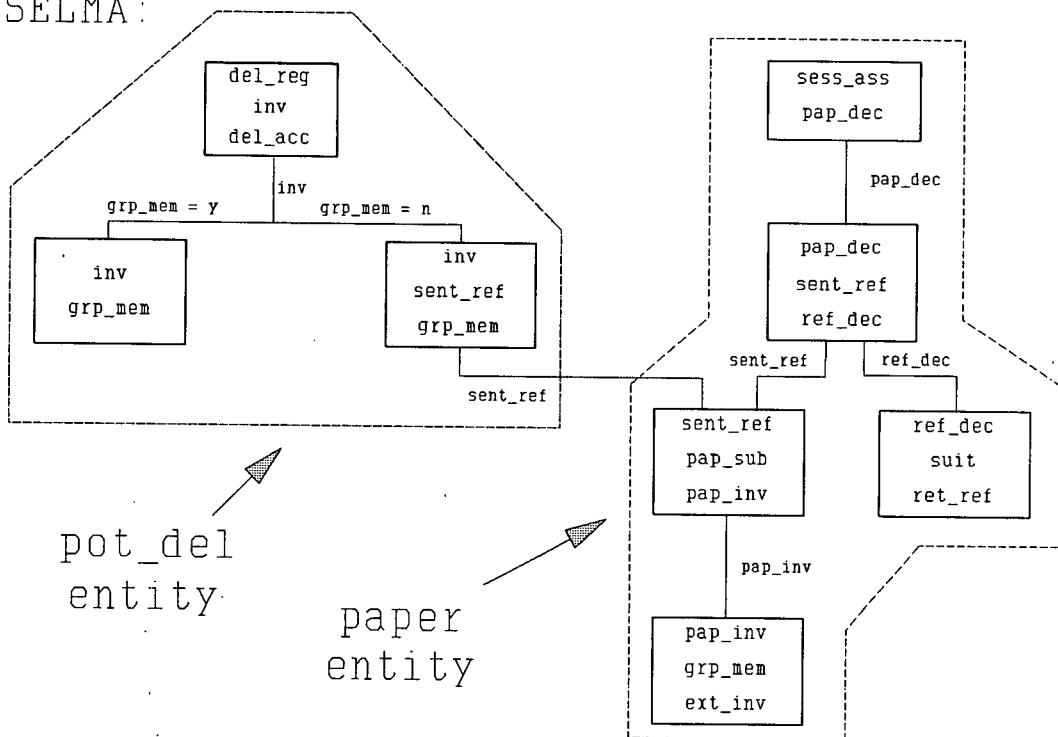 SELMA:
del_reg
inv
del_acc
inv
grp_mem = y
grp_mem = n
inv
grp_mem
inv
sent_ref
grp_mem
sent_ref
pot_del
entity
sess_ass
pap_dec
pap_dec
pap_dec
sent_ref
ref_dec
sent_ref
ref_dec
sent_ref
pap_sub
pap_inv
ref_dec
suit
ret_ref
pap_inv
pap_inv
grp_mem
ext_inv
paper
entity